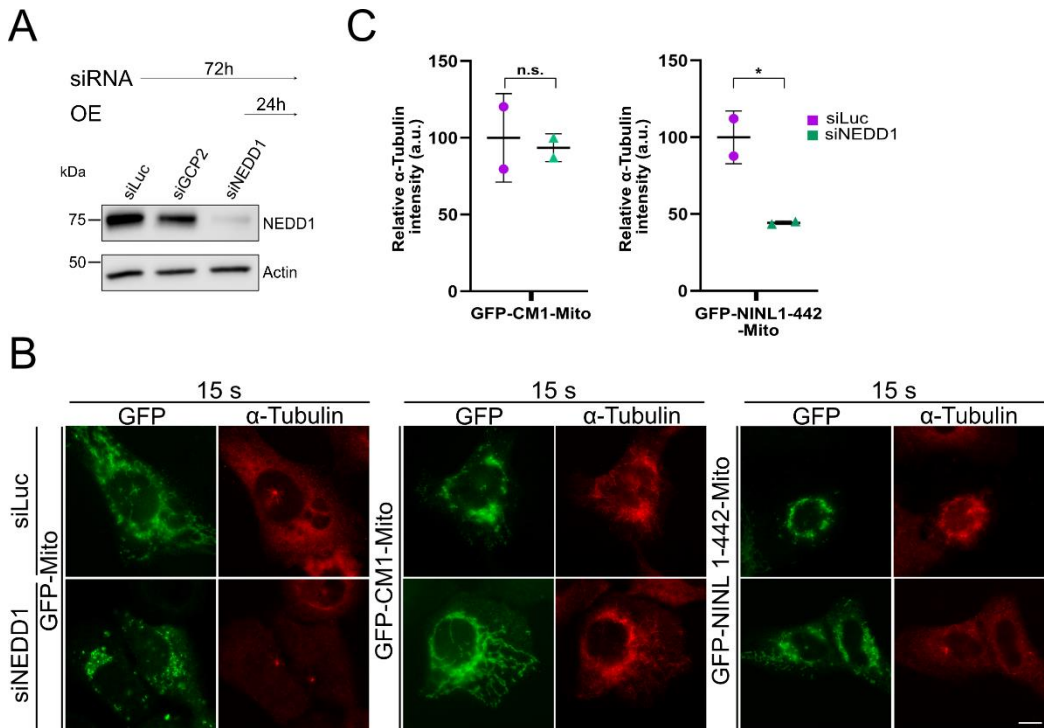 A
siRNA
72h
OE
24h
kDa
siLuc
siGCP2
siNEDD1
75
NEDD1
50
Actin
C
Relative α-Tubulin
intensity (a.u.)
150
100
50
0
n.s.
GFP-CM1-Mito
Relative α-Tubulin
intensity (a.u.)
150
100
50
0
*
GFP-NINL1-442
-Mito
siLuc
siNEDD1
B
15 s
15 s
15 s
GFP
α-Tubulin
GFP
α-Tubulin
GFP
α-Tubulin
siLuc
siNEDD1
GFP-Mito
GFP-CM1-Mito
GFP-NINL 1-442-Mito